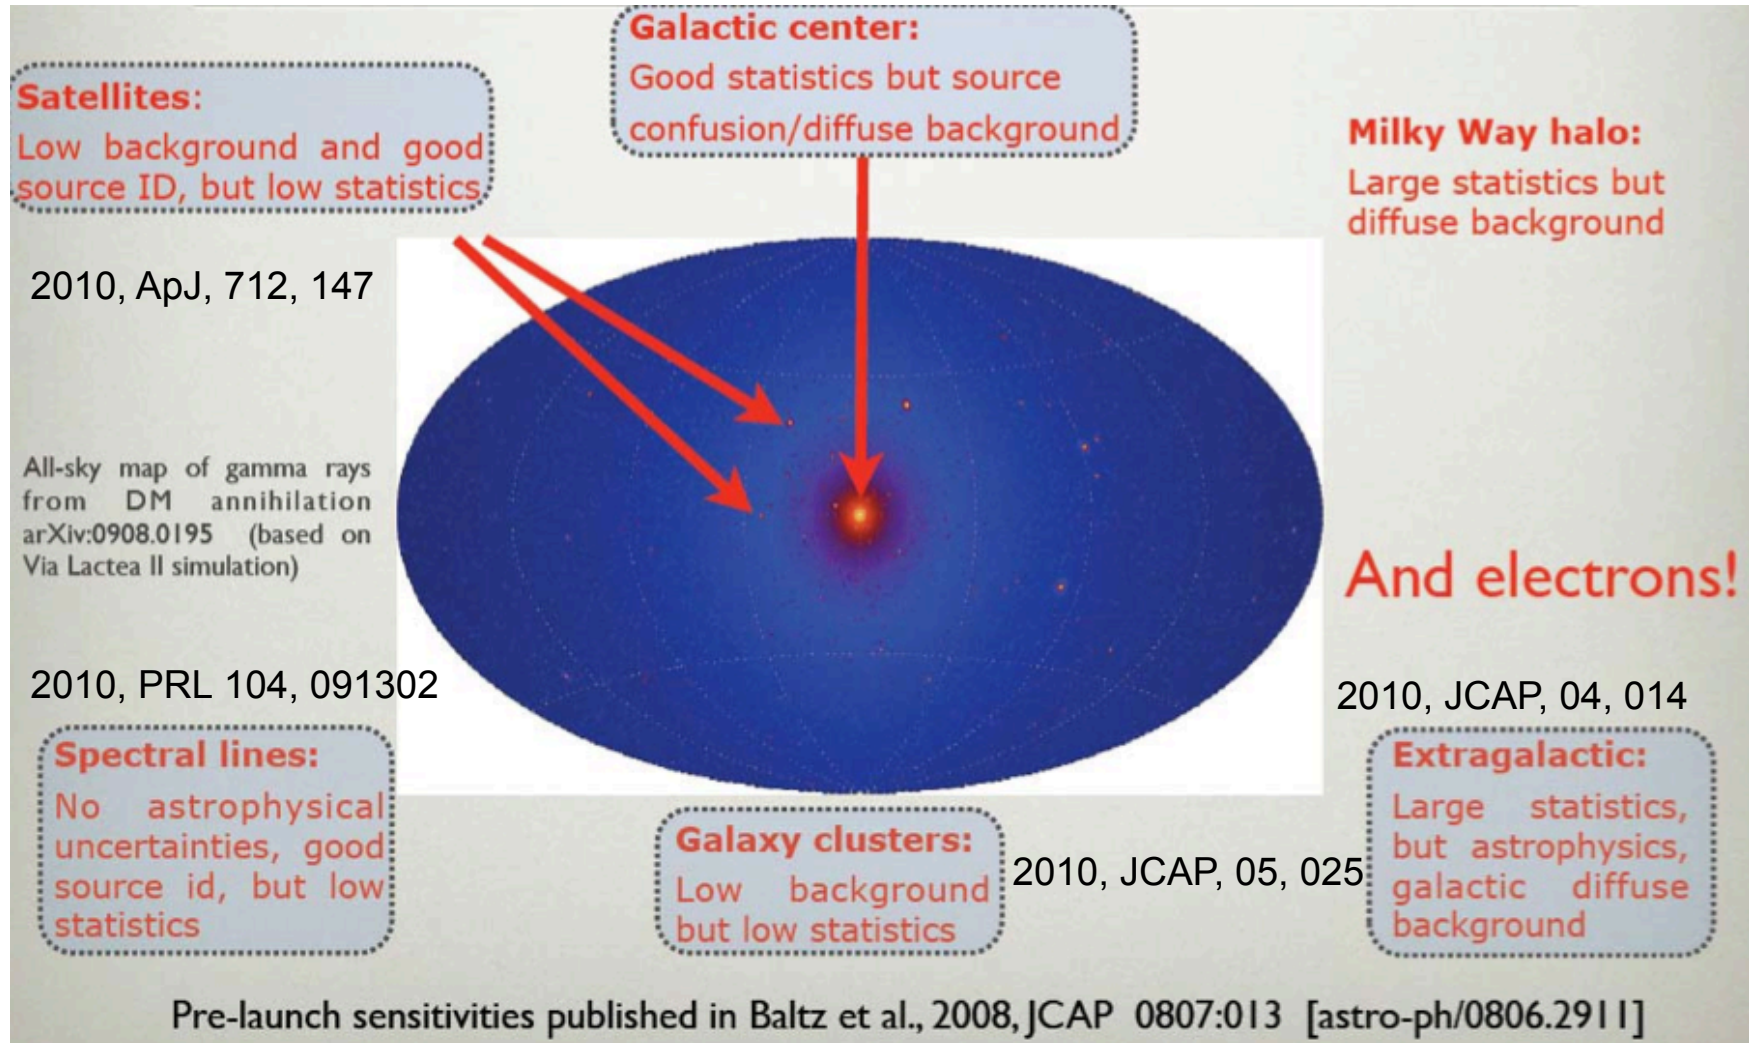 Galactic center:
Good statistics but source
confusion/diffuse background
Satellites:
Low background and good
source ID, but low statistics
Milky Way halo:
Large statistics but
diffuse background
2010, ApJ, 712, 147
All-sky map of gamma rays
from DM annihilation
arXiv:0908.0195 (based on
Via Lactea II simulation)
And electrons!
2010, PRL 104, 091302
2010, JCAP, 04, 014
Spectral lines:
No astrophysical
uncertainties, good
source id, but low
statistics
Galaxy clusters:
Low background
but low statistics
2010, JCAP, 05, 025
Extragalactic:
Large statistics,
but astrophysics,
galactic diffuse
background
Pre-launch sensitivities published in Baltz et al., 2008, JCAP 0807:013 [astro-ph/0806.2911]